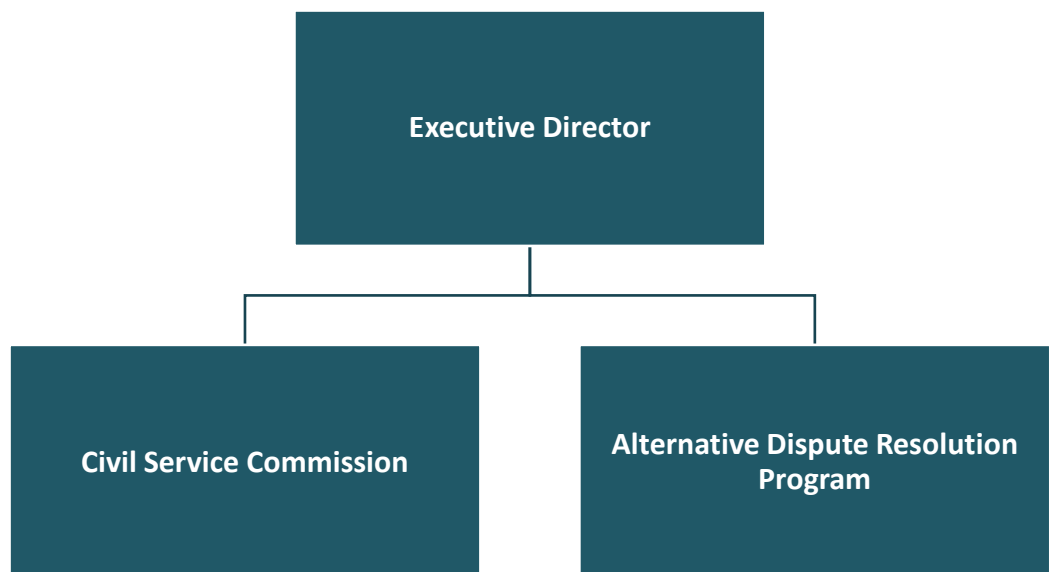 Executive Director
Civil Service Commission
Alternative Dispute Resolution
Program